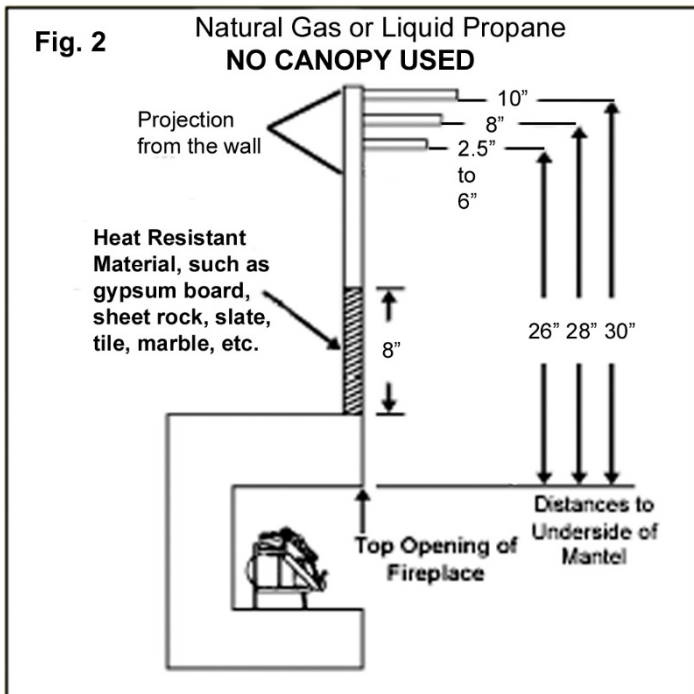 Fig. 2
Natural Gas or Liquid Propane
NO CANOPY USED
Projection
from the wall
10”
8”
2.5”
to
6”
Heat Resistant
Material, such as
gypsum board,
sheet rock, slate,
tile, marble, etc.
8”
26” 28” 30”
Top Opening of
Fireplace
Distances to
Underside of
Mantel